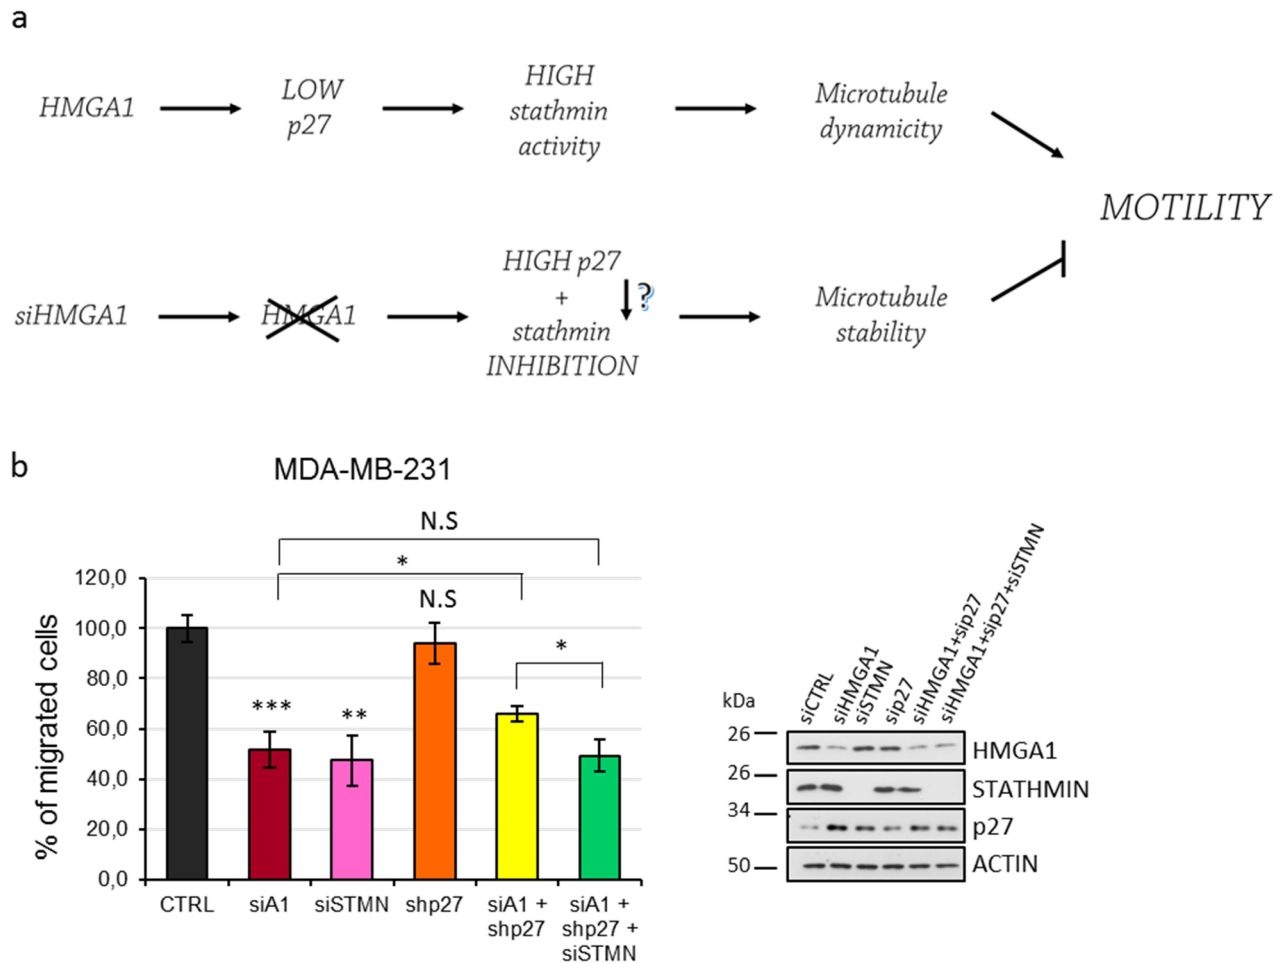 a
HMGA1
LOW
p27
HIGH
stathmin
activity
Microtubule
dynamicity
MOTILITY
siHMGA1
HMGA1
HIGH p27
+
stathmin
INHIBITION
?
Microtubule
stability
b
MDA-MB-231
N.S
*
N.S
*
***
**
% of migrated cells
120,0
100,0
80,0
60,0
40,0
20,0
0,0
CTRL
siA1
siSTMN
shp27
siA1 +
shp27
siA1 +
shp27 +
siSTMN
kDa
siCTRL
siHMGA1
siSTMN
sip27
siHMGA1+sip27
siHMGA1+sip27+siSTMN
26
HMGA1
26
STATHMIN
34
p27
50
ACTIN